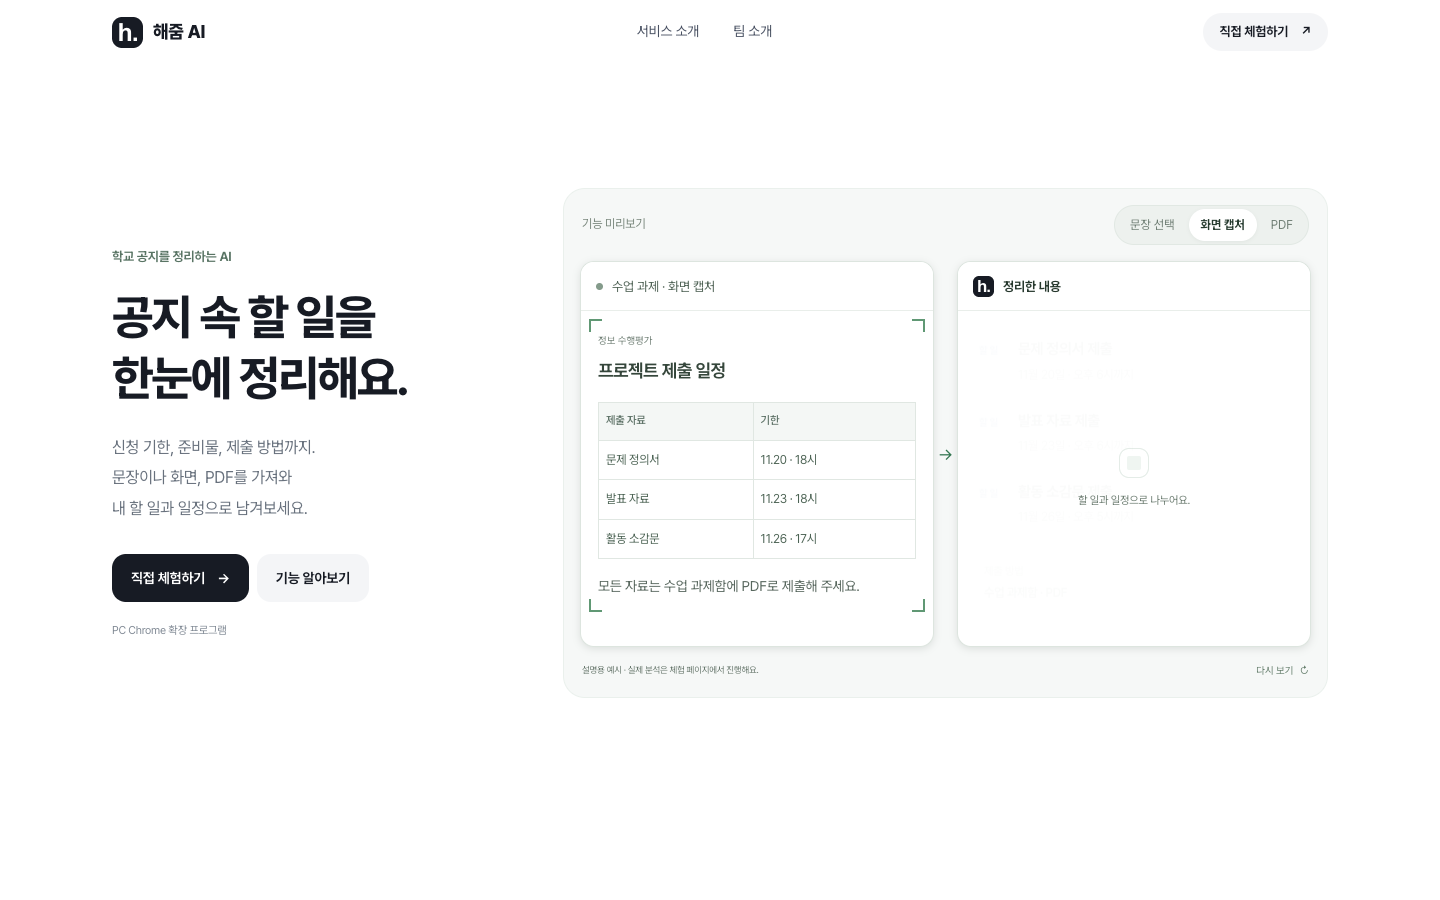 h. 해줌 AI
서비스 소개
팀 소개
직접 체험하기
학교 공지를 정리하는 AI
공지 속 할 일을
한눈에 정리해요.
신청 기한, 준비물, 제출 방법까지.
문장이나 화면, PDF를 가져와
내 할 일과 일정으로 남겨보세요.
직접 체험하기 →
기능 알아보기
PC Chrome 확장 프로그램
기능 미리보기
문장 선택
화면 캡처
PDF
수업 과제 · 화면 캡처
정보 수행평가
프로젝트 제출 일정
제출 자료 기한
문제 정의서 11.20 · 18시
발표 자료 11.23 · 18시
활동 소감문 11.26 · 17시
모든 자료는 수업 과제함에 PDF로 제출해 주세요.
→
h. 정리한 내용
할 일과 일정으로 나누어요.
설명용 예시 · 실제 분석은 체험 페이지에서 진행해요.
다시 보기